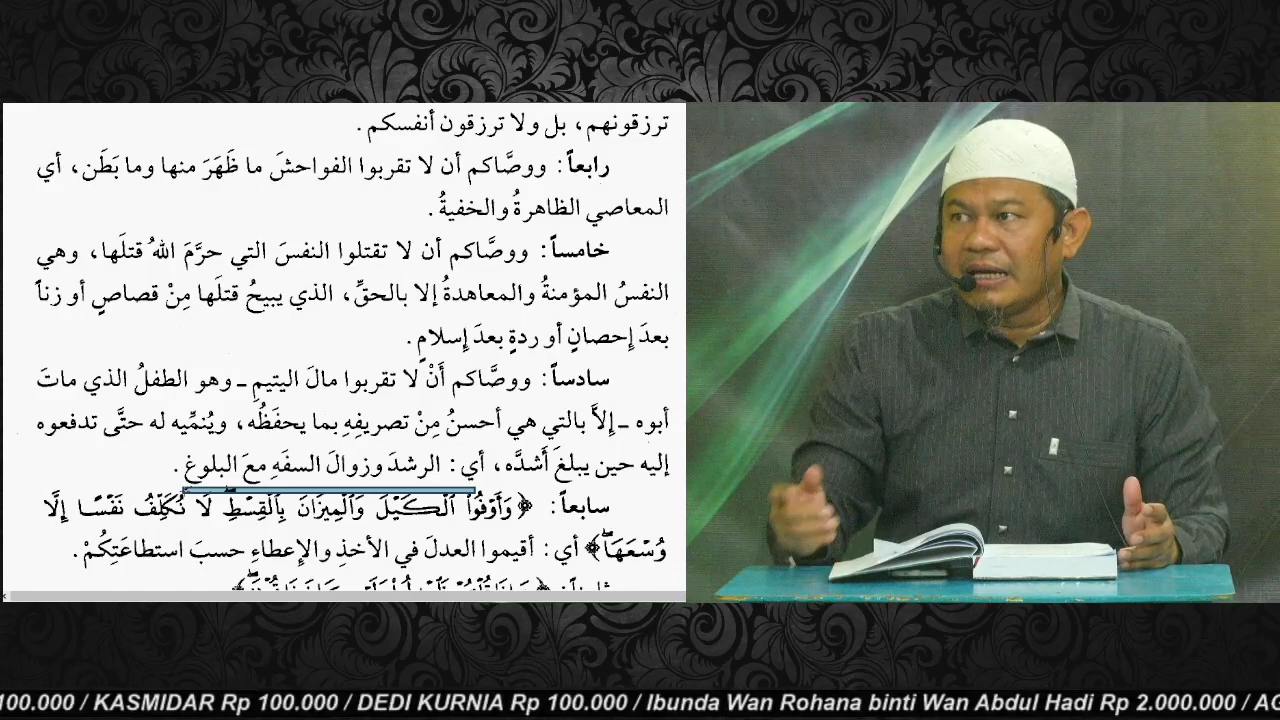 ترزقونهم، بل ولا ترزقون أنفسكم .
رابعاً : ووصَّاكم أن لا تقربوا الفواحشَ ما ظَهَرَ منها وما بَطَن، أي
المعاصي الظاهرةُ والخفيةُ .
خامساً : ووصَّاكم أن لا تقتلوا النفسَ التي حرَّمَ اللهُ قتلَها، وهي
النفسُ المؤمنةُ والمعاهدةُ إلا بالحقِّ، الذي يبيحُ قتلَها مِنْ قصاصٍ أو زناً
بعدَ إحصانٍ أو ردةٍ بعدَ إسلامٍ .
سادساً : ووصَّاكم أَنْ لا تقربوا مالَ اليتيمِ ـ وهو الطفلُ الذي ماتَ
أبوه ـ إلاَّ بالتي هي أحسنُ مِنْ تصريفِهِ بما يحفَظُه، ويُنمِّيه له حتَّى تدفعوه
إليه حين يبلغَ أَشدَّه، أي : الرشدَ وزوالَ السفَهِ معَ البلوغِ .
سابعاً : ﴿وَأَوْفُوا۟ ٱلْكَيْلَ وَٱلْمِيزَانَ بِٱلْقِسْطِۖ لَا نُكَلِّفُ نَفْسًا إِلَّا
وُسْعَهَاۖ﴾ أي : أقيموا العدلَ في الأخذِ والإعطاءِ حسبَ استطاعَتِكُمْ .
100.000 / KASMIDAR Rp 100.000 / DEDI KURNIA Rp 100.000 / Ibunda Wan Rohana binti Wan Abdul Hadi Rp 2.000.000 /